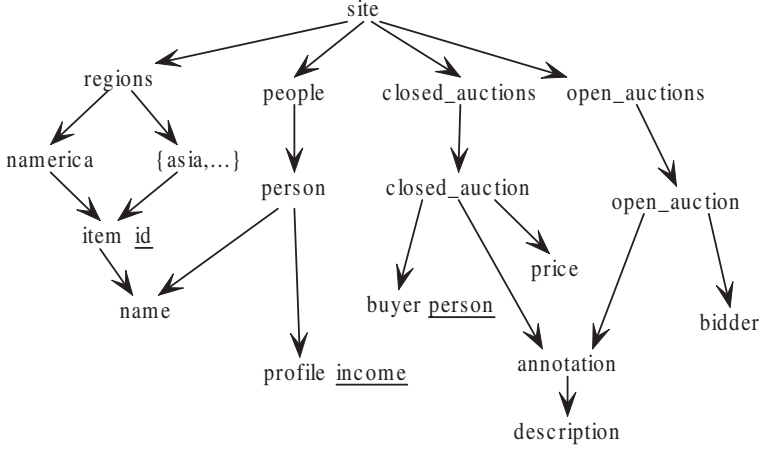 site
regions
people
closed_auctions
open_auctions
namerica
{asia,...}
person
closed_auction
open_auction
item id
name
price
buyer person
bidder
profile income
annotation
description